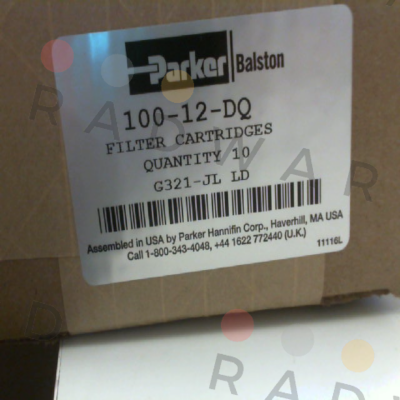 Parker Balston
100-12-DQ
FILTER CARTRIDGES
QUANTITY 10
G321-JL LD
Assembled in USA by Parker Hannifin Corp., Haverhill, MA USA
Call 1-800-343-4048, +44 1622 772440 (U.K.)
11116L
RADWAR
RADW